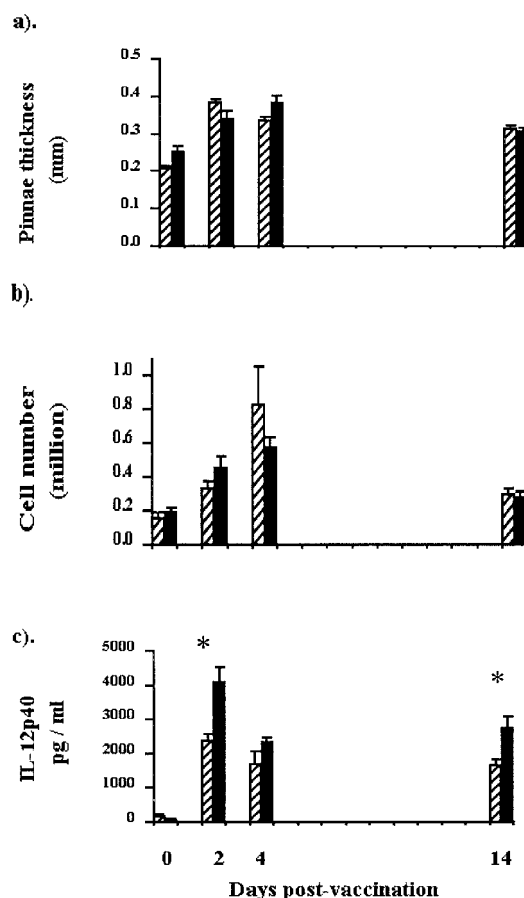 a).
Pinnae thickness
(mm)
0.5
0.4
0.3
0.2
0.1
0.0
b).
Cell number
(million)
1.0
0.8
0.6
0.4
0.2
0.0
c).
IL-12p40
pg / ml
5000
4000
3000
2000
1000
0
*
*
0 2 4 14
Days post-vaccination